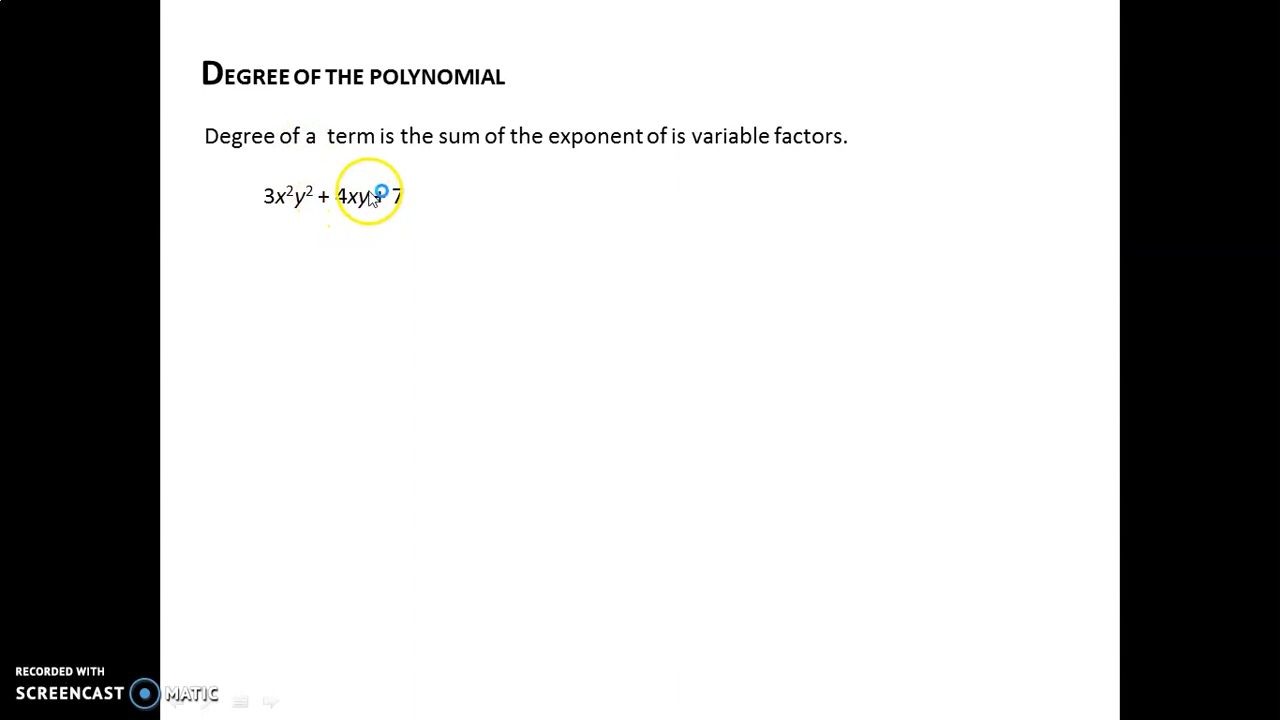 DEGREE OF THE POLYNOMIAL
Degree of a term is the sum of the exponent of is variable factors.
3x²y² + 4xy + 7
RECORDED WITH
SCREENCAST MATIC